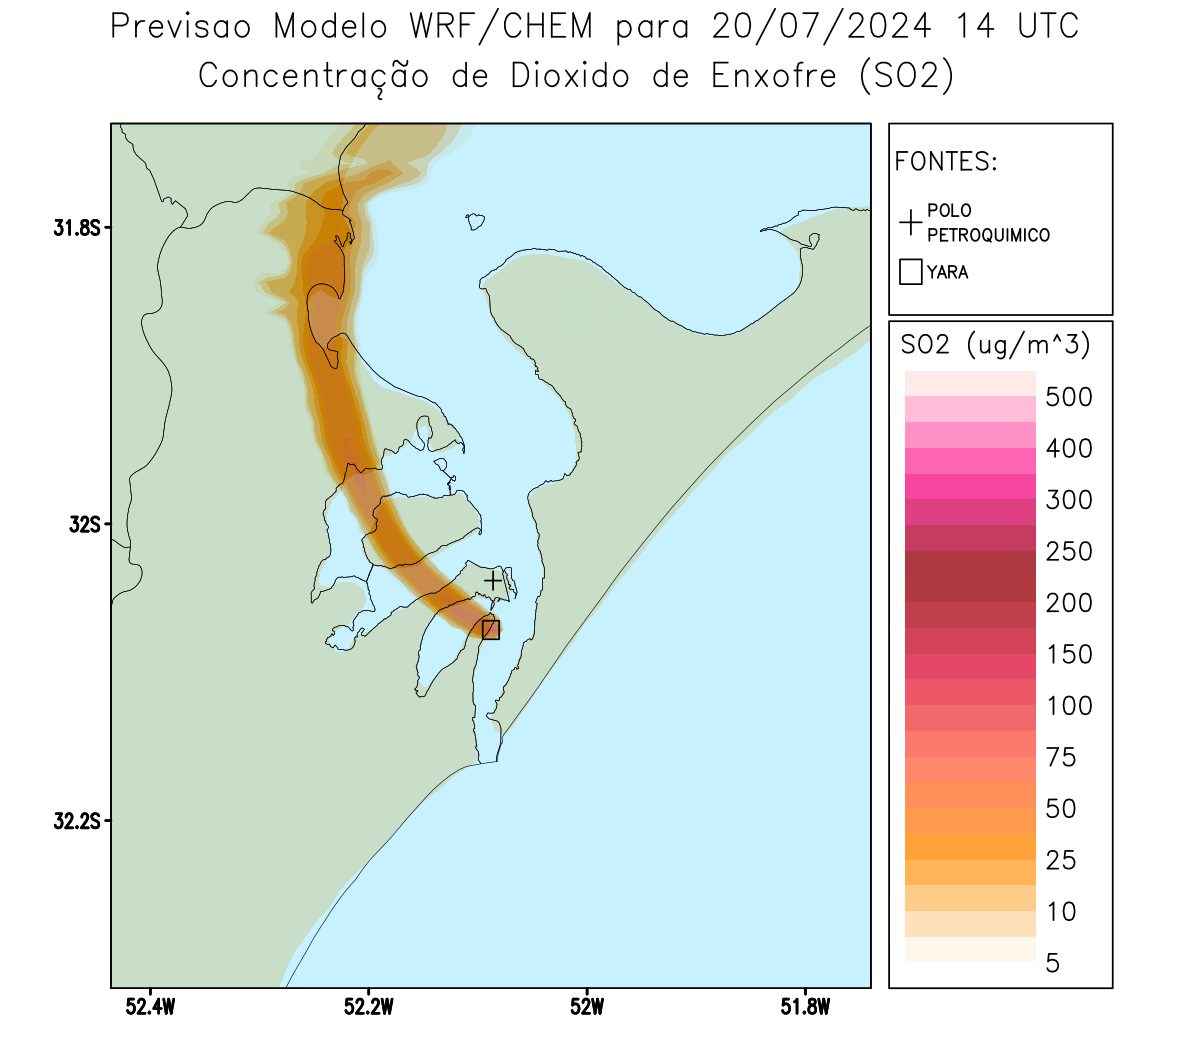 Previsao Modelo WRF/CHEM para 20/07/2024 14 UTC
Concentração de Dioxido de Enxofre (SO2)
FONTES:
POLO
PETROQUIMICO
YARA
SO2 (ug/m^3)
500
400
300
250
200
150
100
75
50
25
10
5
31.8S
32S
32.2S
52.4W
52.2W
52W
51.8W